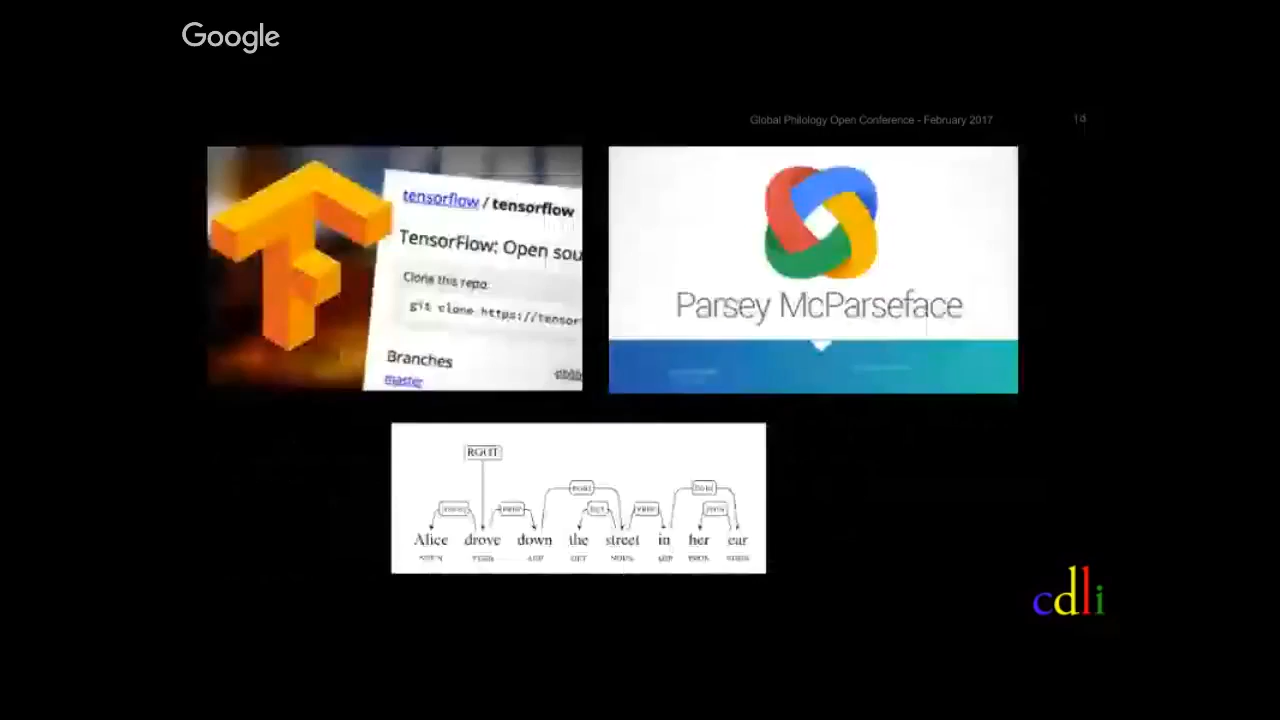 Google
Global Philology Open Conference - February 2017
tensorflow / tensorflow
TensorFlow: Open sou
Clone this repo
git clone https://tensor
Branches
master
Parsey McParseface
ROOT
Alice drove down the street in her car
cdli